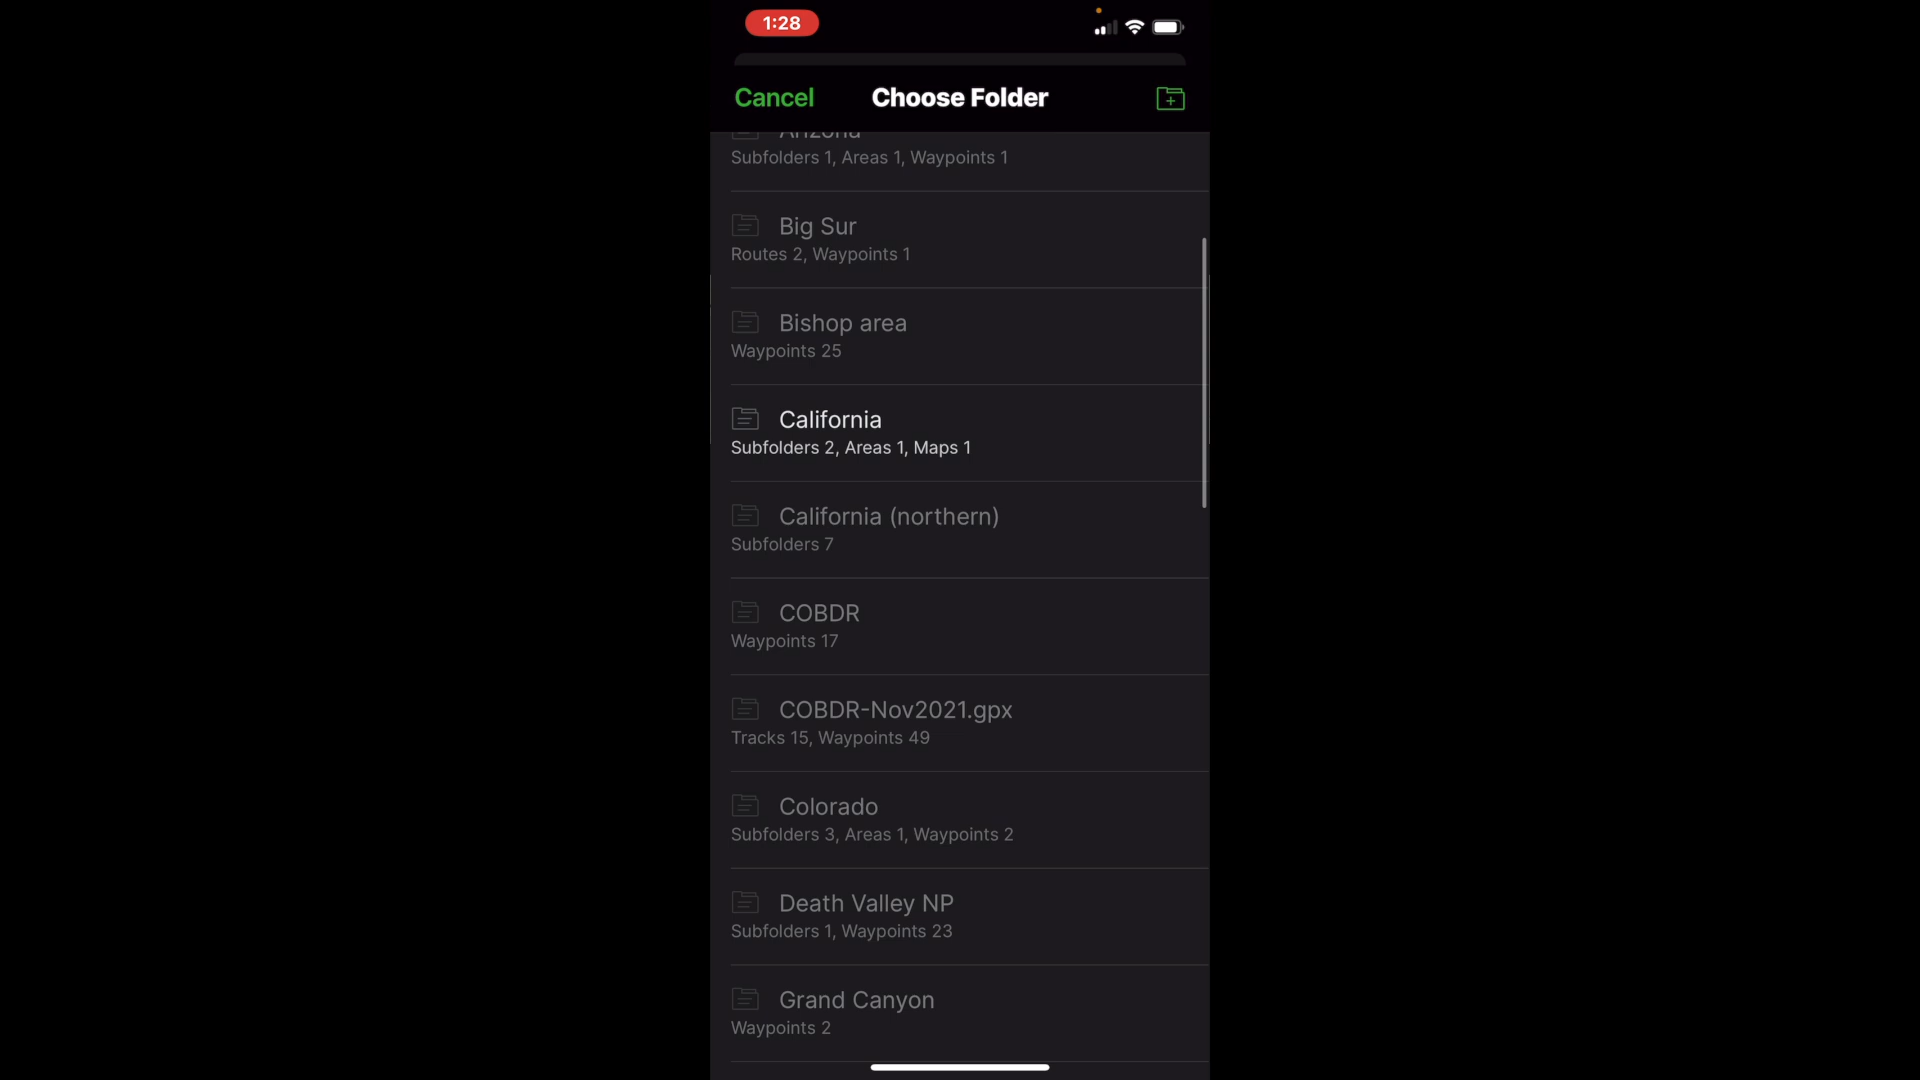 1:28
Cancel
Choose Folder
Arizona
Subfolders 1, Areas 1, Waypoints 1
Big Sur
Routes 2, Waypoints 1
Bishop area
Waypoints 25
California
Subfolders 2, Areas 1, Maps 1
California (northern)
Subfolders 7
COBDR
Waypoints 17
COBDR-Nov2021.gpx
Tracks 15, Waypoints 49
Colorado
Subfolders 3, Areas 1, Waypoints 2
Death Valley NP
Subfolders 1, Waypoints 23
Grand Canyon
Waypoints 2